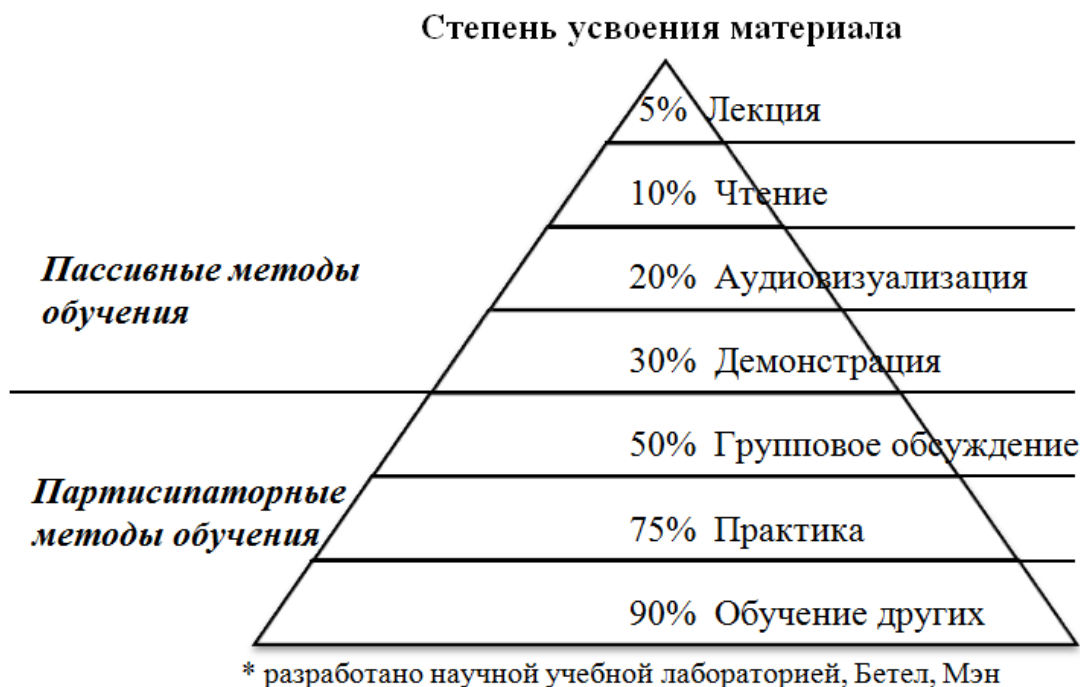 Степень усвоения материала
5% Лекция
10% Чтение
20% Аудиовизуализация
Пассивные методы
обучения
30% Демонстрация
50% Групповое обсуждение
Партисипаторные
методы обучения
75% Практика
90% Обучение других
* разработано научной учебной лабораторией, Бетел, Мэн